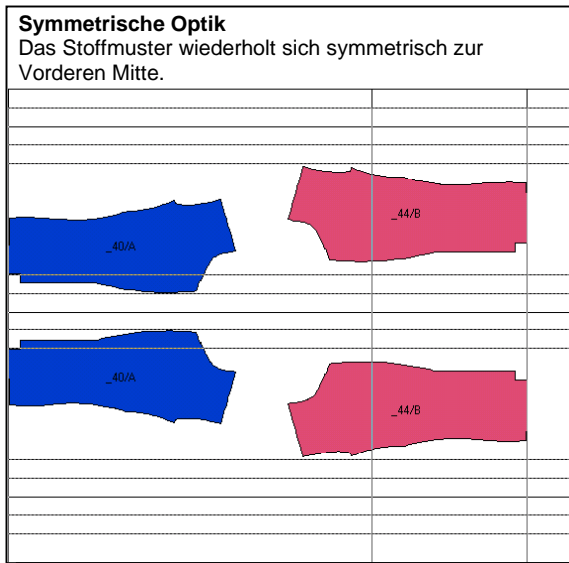 Symmetrische Optik
Das Stoffmuster wiederholt sich symmetrisch zur
Vorderen Mitte.
_44/B
_40/A
_40/A
_44/B